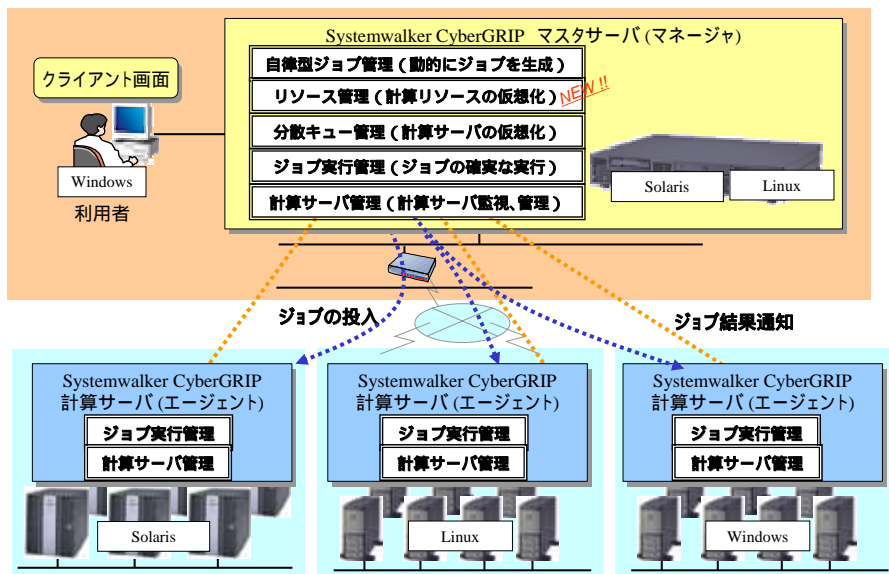 Systemwalker CyberGRIP マスタサーバ (マネージャ)
クライアント画面
自律型ジョブ管理 ( 動的にジョブを生成 )
リソース管理 ( 計算リソースの仮想化 )
NEW !!
分散キュー管理 ( 計算サーバの仮想化 )
ジョブ実行管理 ( ジョブの確実な実行 )
計算サーバ管理 ( 計算サーバ監視、管理 )
Windows
利用者
Solaris
Linux
ジョブの投入
ジョブ結果通知
Systemwalker CyberGRIP
計算サーバ (エージェント)
ジョブ実行管理
計算サーバ管理
Solaris
Systemwalker CyberGRIP
計算サーバ (エージェント)
ジョブ実行管理
計算サーバ管理
Linux
Systemwalker CyberGRIP
計算サーバ (エージェント)
ジョブ実行管理
計算サーバ管理
Windows